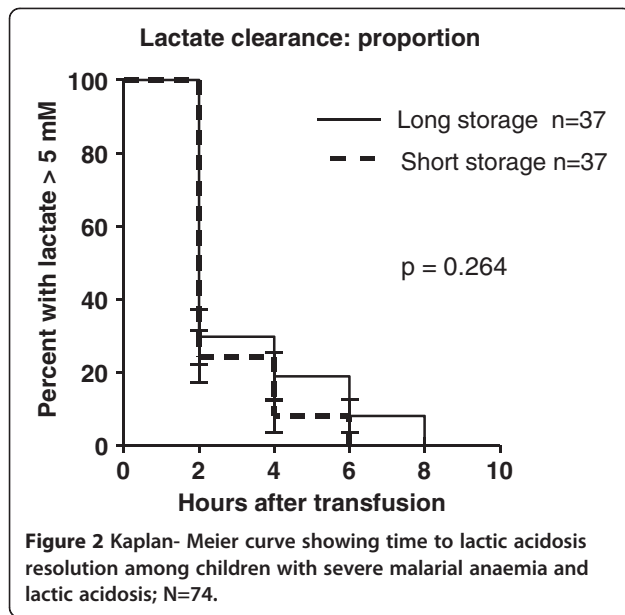 Lactate clearance: proportion
Percent with lactate > 5 mM
100
80
60
40
20
0
Long storage n=37
Short storage n=37
p = 0.264
0 2 4 6 8 10
Hours after transfusion
Figure 2 Kaplan- Meier curve showing time to lactic acidosis
resolution among children with severe malarial anaemia and
lactic acidosis; N=74.